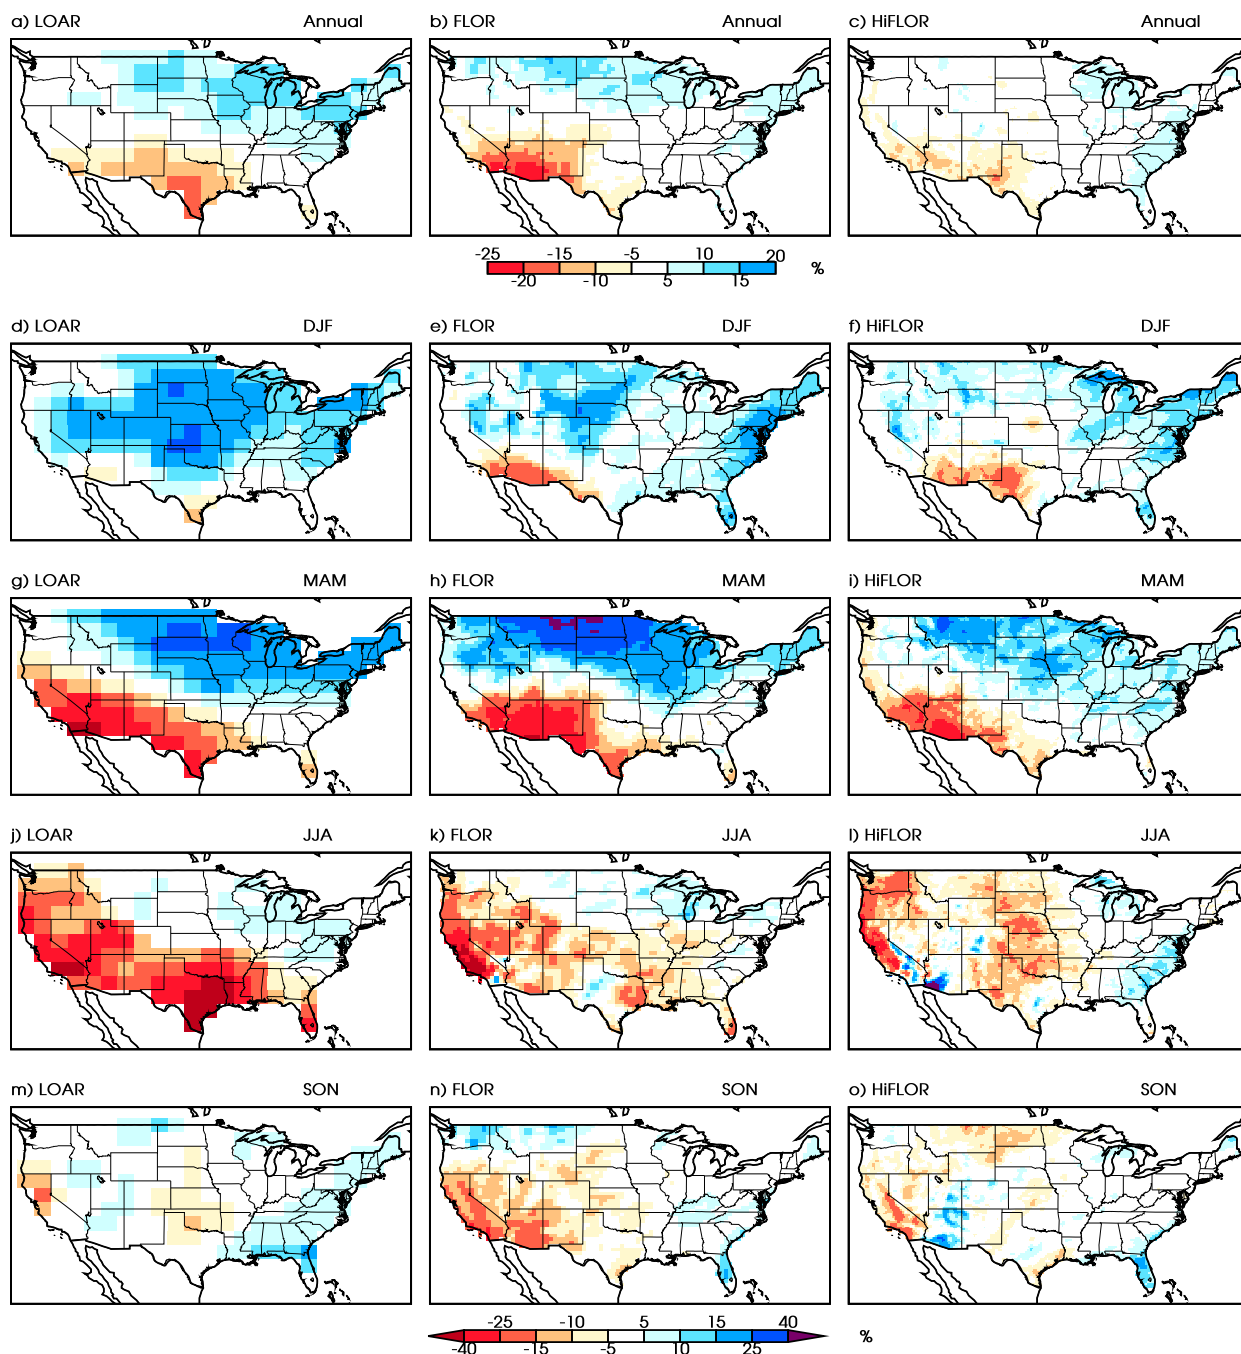 a) LOAR Annual b) FLOR Annual c) HiFLOR Annual
-25 -15 -5 10 20
-20 -10 5 15 %
d) LOAR DJF e) FLOR DJF f) HiFLOR DJF
g) LOAR MAM h) FLOR MAM i) HiFLOR MAM
j) LOAR JJA k) FLOR JJA l) HiFLOR JJA
m) LOAR SON n) FLOR SON o) HiFLOR SON
-25 -10 5 15 40
-40 -15 -5 10 25 %